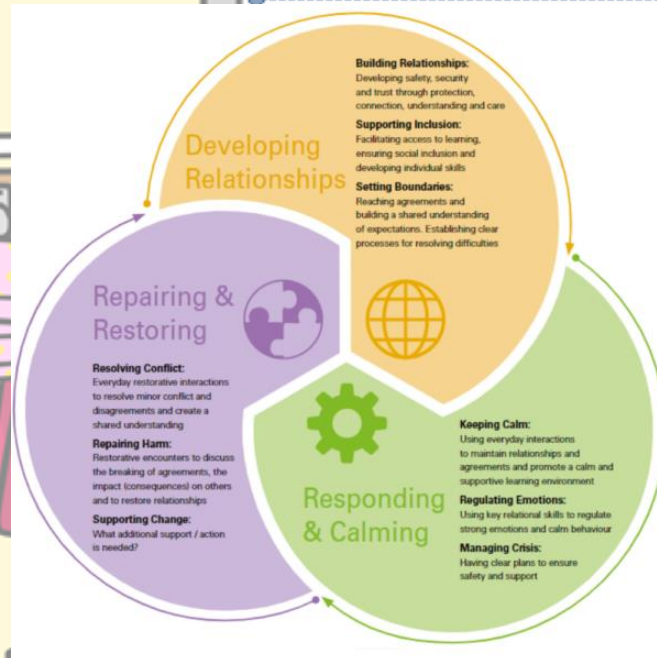 Developing
Relationships
Building Relationships:
Developing safety, security
and trust through protection,
connection, understanding and care
Supporting Inclusion:
Facilitating access to learning,
ensuring social inclusion and
developing individual skills
Setting Boundaries:
Reaching agreements and
building a shared understanding
of expectations. Establishing clear
processes for resolving difficulties
Repairing &
Restoring
Resolving Conflict:
Everyday restorative interactions
to resolve minor conflict and
disagreements and create a
shared understanding
Repairing Harm:
Restorative encounters to discuss
the breaking of agreements, the
impact (consequences) on others
and to restore relationships
Supporting Change:
What additional support / action
is needed?
Responding
& Calming
Keeping Calm:
Using everyday interactions
to maintain relationships and
agreements and promote a calm and
supportive learning environment
Regulating Emotions:
Using key relational skills to regulate
strong emotions and calm behaviour
Managing Crisis:
Having clear plans to ensure
safety and support